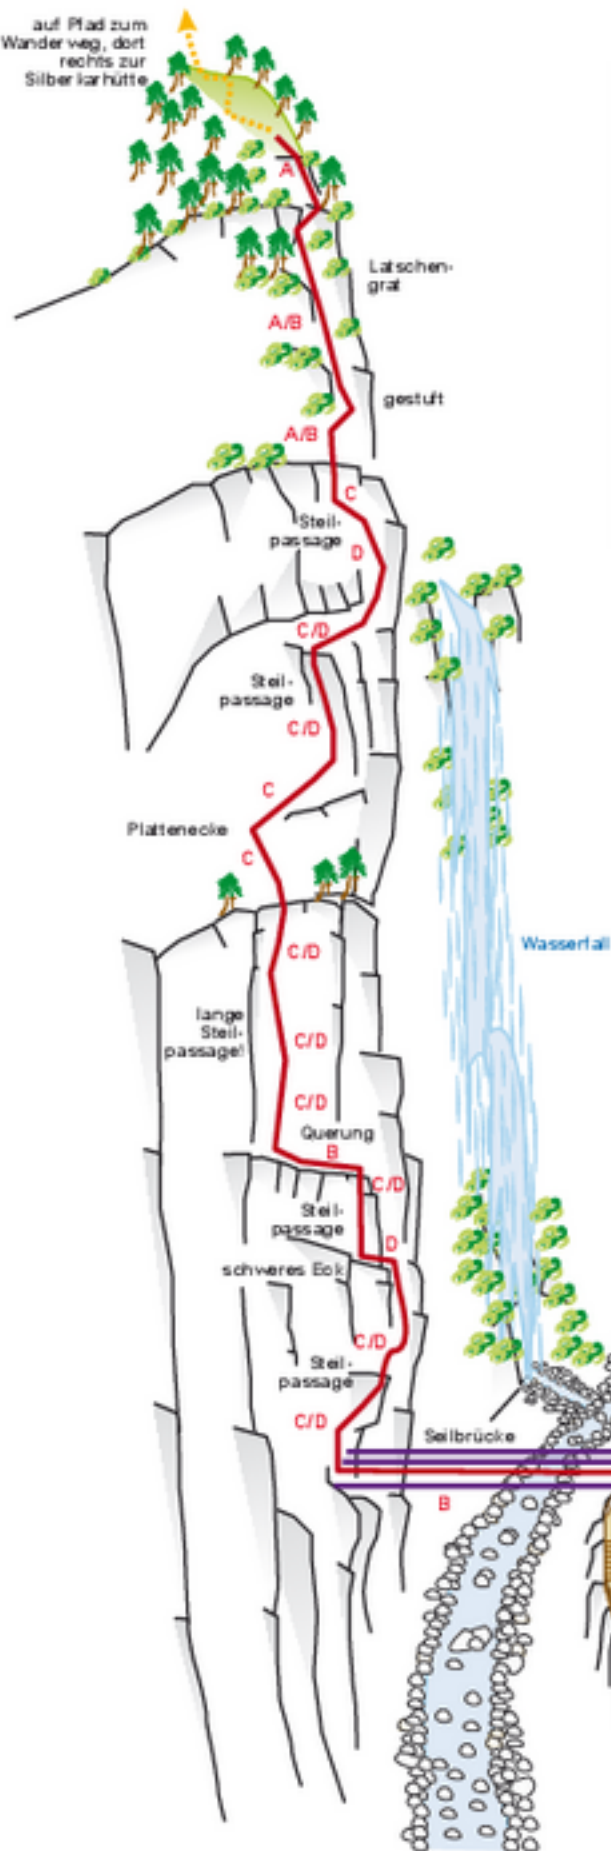 auf Pfad zum
Wanderweg, dort
rechts zur
Silberkarhütte
A
Latschen-
grat
A/B
gestuft
A/B
C
Steil-
passage
D
C/D
Steil-
passage
C/D
C
Plattenecke
C
Wasserfall
C/D
lange
Steil-
passage!
C/D
C/D
Querung
B
C/D
Steil-
passage
D
schweres Eck
C/D
Steil-
passage
C/D
Seilbrücke
B